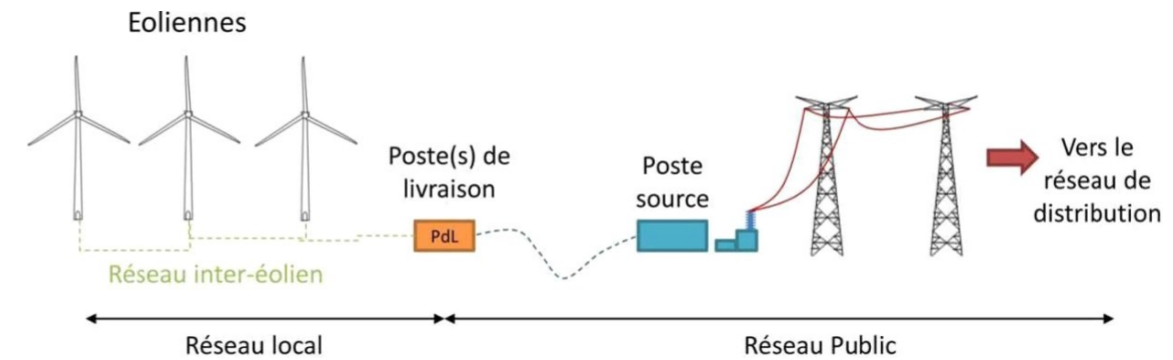 Eoliennes
Poste(s) de
livraison
PdL
Poste
source
Vers le
réseau de
distribution
Réseau inter-éolien
Réseau local
Réseau Public